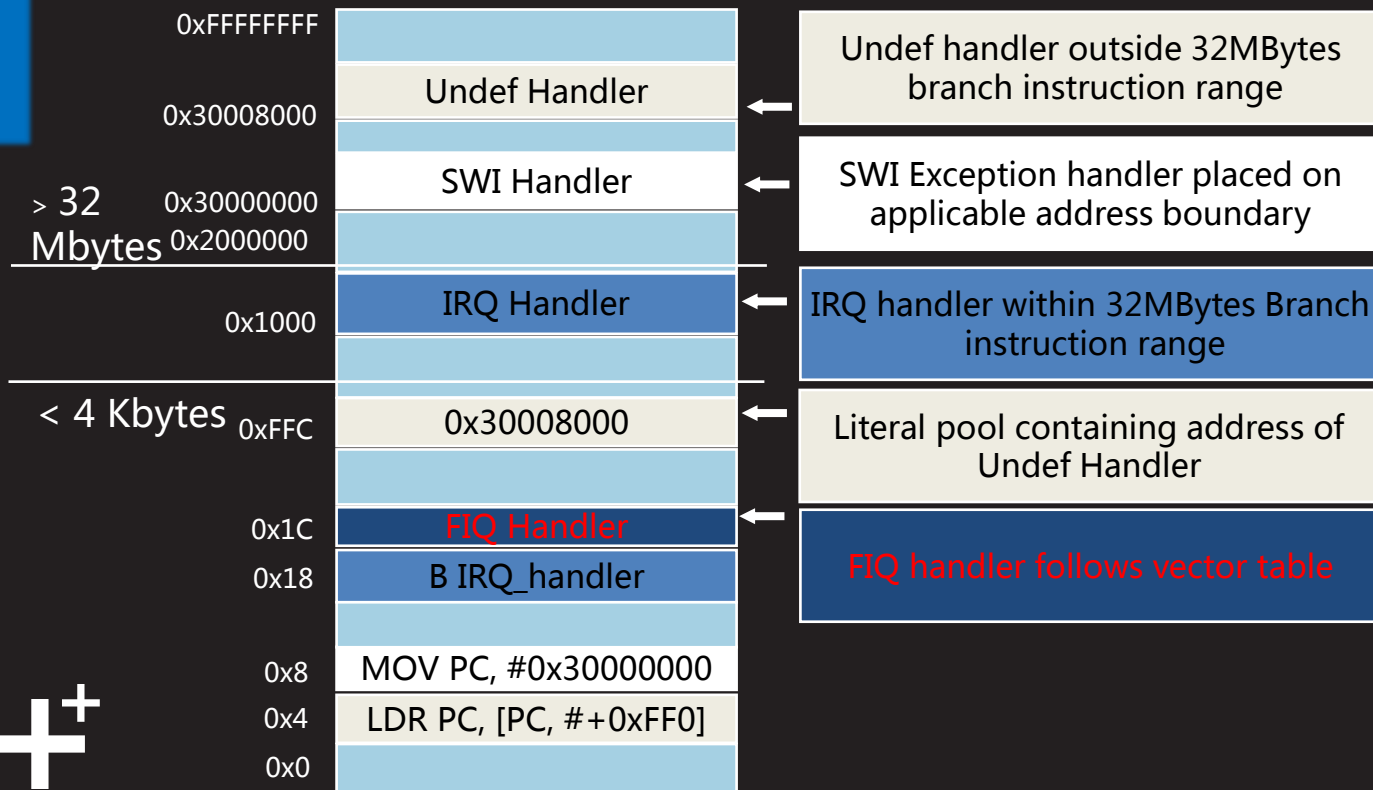 0xFFFFFFFF
Undef Handler
0x30008000
Undef handler outside 32MBytes
branch instruction range
SWI Handler
> 32
Mbytes
0x30000000
0x2000000
SWI Exception handler placed on
applicable address boundary
IRQ Handler
0x1000
IRQ handler within 32MBytes Branch
instruction range
< 4 Kbytes
0xFFC
0x30008000
Literal pool containing address of
Undef Handler
0x1C
FIQ Handler
FIQ handler follows vector table
0x18
B IRQ_handler
0x8
MOV PC, #0x30000000
0x4
LDR PC, [PC, #+0xFF0]
0x0